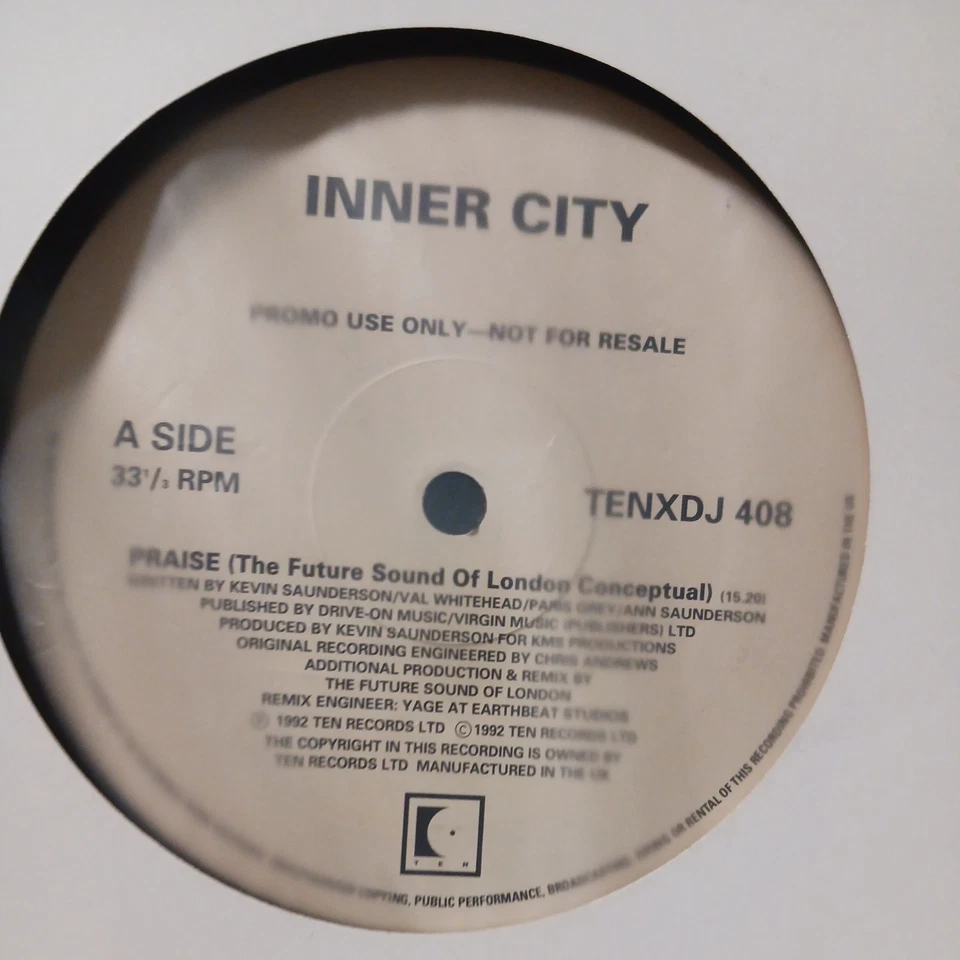 INNER CITY
PROMO USE ONLY—NOT FOR RESALE
A SIDE
33⅓ RPM
TENXDJ 408
PRAISE (The Future Sound Of London Conceptual) (15.20)
WRITTEN BY KEVIN SAUNDERSON/VAL WHITEHEAD/PARIS GREY/ANN SAUNDERSON
PUBLISHED BY DRIVE-ON MUSIC/VIRGIN MUSIC (PUBLISHERS) LTD
PRODUCED BY KEVIN SAUNDERSON FOR KMS PRODUCTIONS
ORIGINAL RECORDING ENGINEERED BY CHRIS ANDREWS
ADDITIONAL PRODUCTION & REMIX BY
THE FUTURE SOUND OF LONDON
REMIX ENGINEER: YAGE AT EARTHBEAT STUDIOS
℗ 1992 TEN RECORDS LTD © 1992 TEN RECORDS LTD
THE COPYRIGHT IN THIS RECORDING IS OWNED BY
TEN RECORDS LTD MANUFACTURED IN THE UK
TEN
COPYING, PUBLIC PERFORMANCE, BROADCASTING, HIRING OR RENTAL OF THIS RECORDING PROHIBITED MANUFACTURED IN THE UK